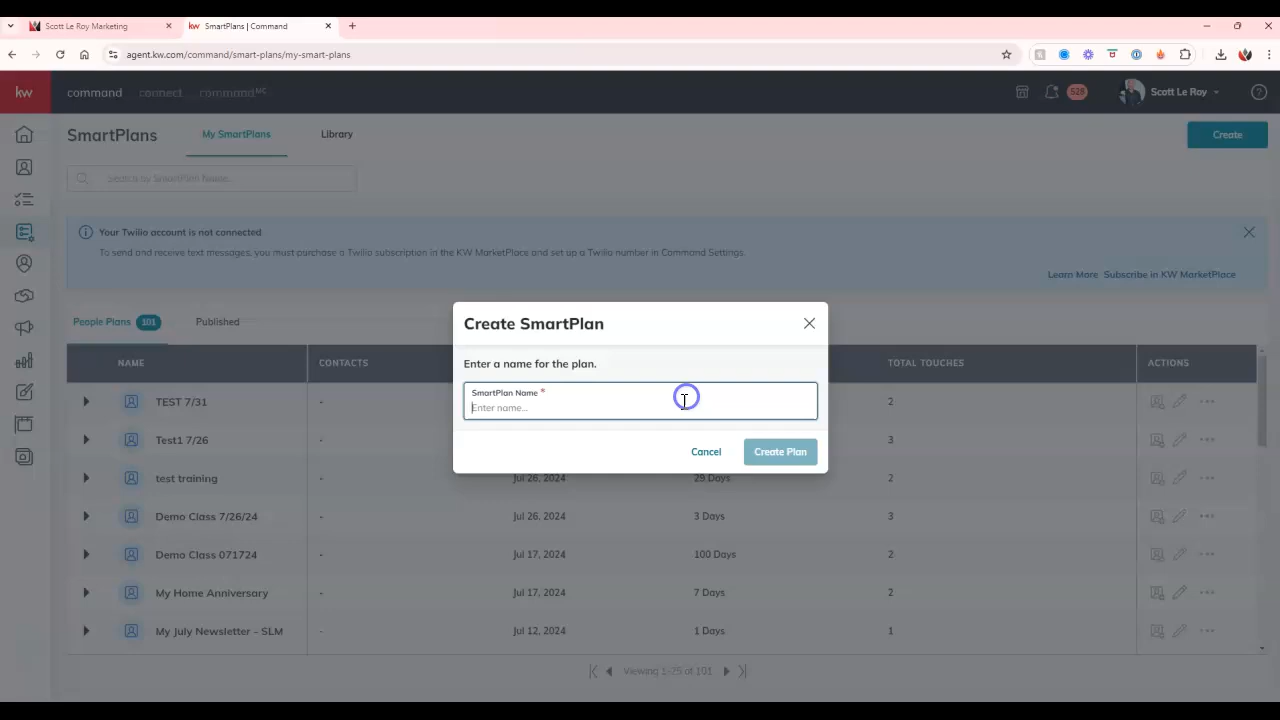 Scott Le Roy Marketing
SmartPlans | Command
agent.kw.com/command/smart-plans/my-smart-plans
kw
command
connect
command MC
528
Scott Le Roy
SmartPlans
My SmartPlans
Library
Create
Search by SmartPlan Name...
Your Twilio account is not connected
To send and receive text messages, you must purchase a Twilio subscription in the KW MarketPlace and set up a Twilio number in Command Settings.
Learn More Subscribe in KW MarketPlace
People Plans 101
Published
Create SmartPlan
Enter a name for the plan.
SmartPlan Name *
Enter name...
Cancel
Create Plan
NAME CONTACTS TOTAL TOUCHES ACTIONS
TEST 7/31 - 2
Test1 7/26 - 3
test training - Jul 26, 2024 29 Days 2
Demo Class 7/26/24 - Jul 26, 2024 3 Days 3
Demo Class 071724 - Jul 17, 2024 100 Days 2
My Home Anniversary - Jul 17, 2024 7 Days 2
My July Newsletter - SLM - Jul 12, 2024 1 Days 1
Viewing 1-25 of 101